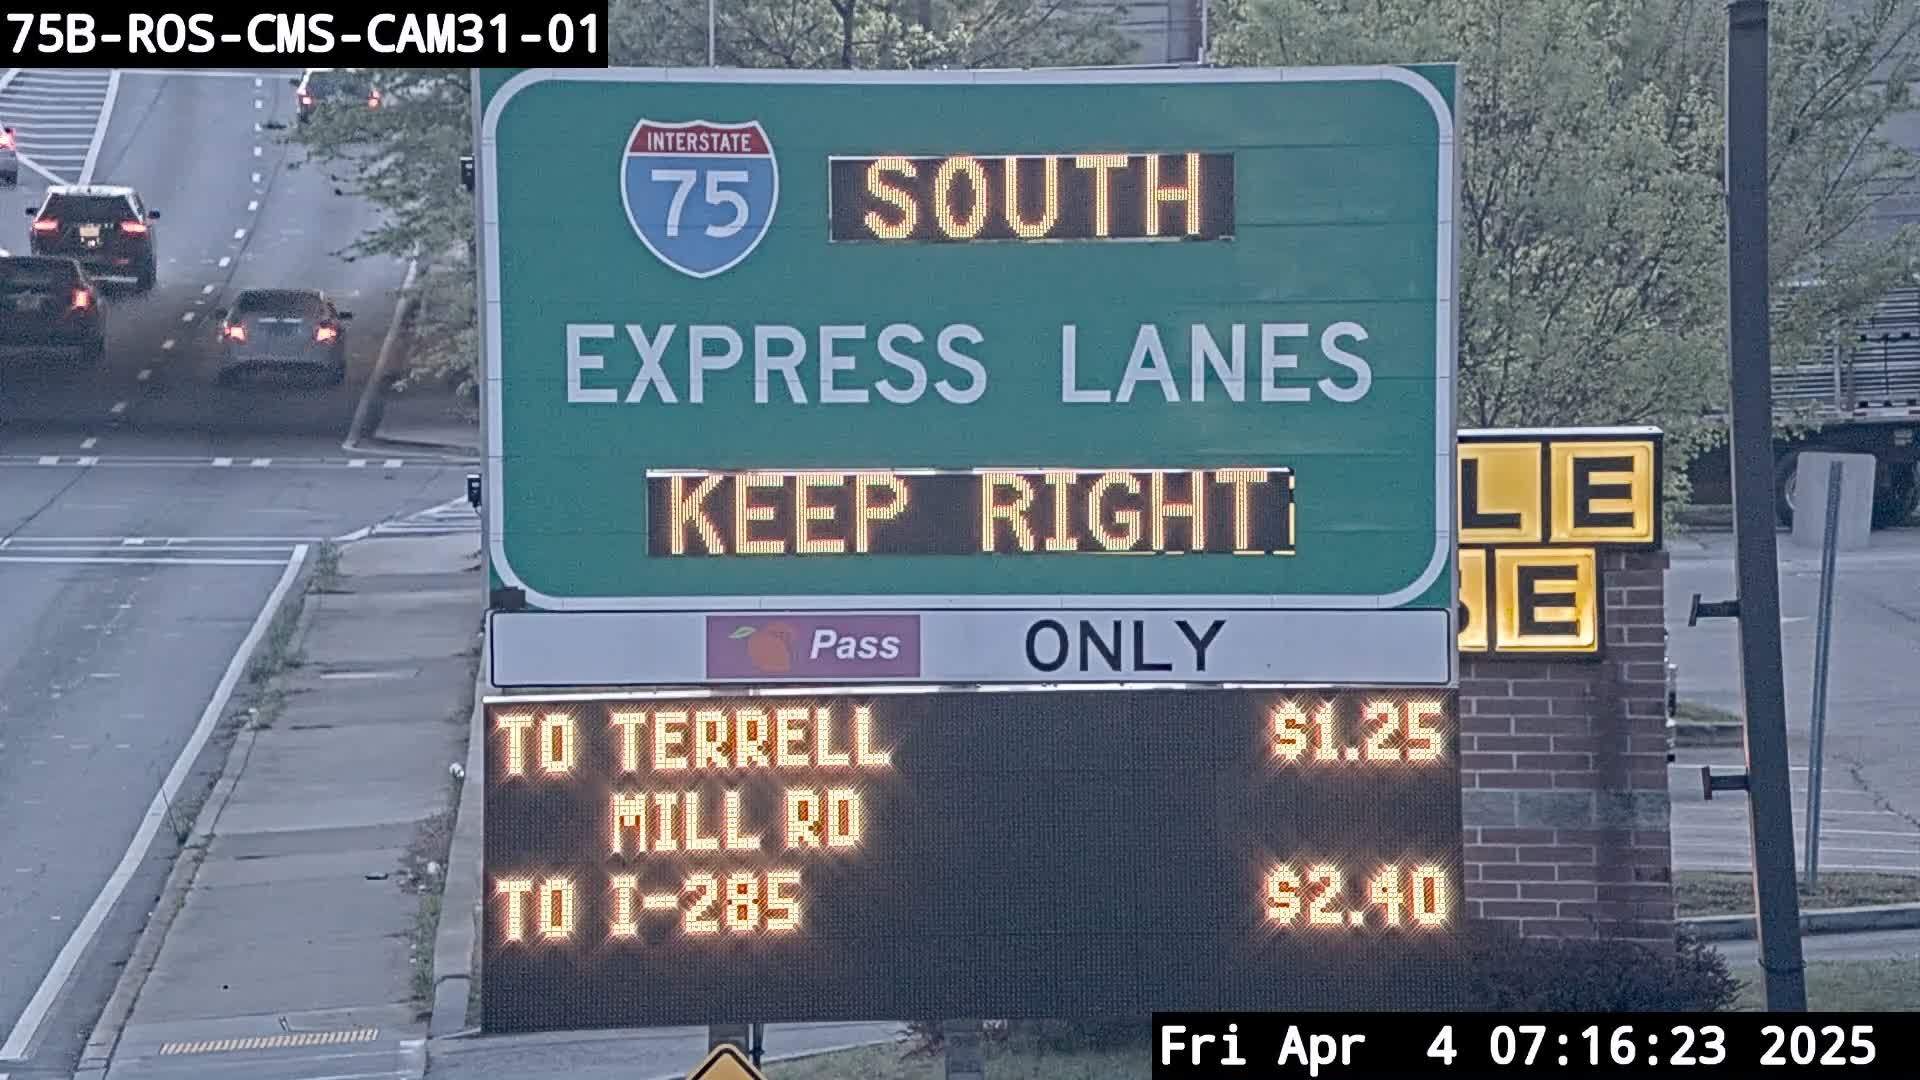 75B-ROS-CMS-CAM31-01
INTERSTATE
75
SOUTH
EXPRESS LANES
KEEP RIGHT
Pass ONLY
LE
E
TO TERRELL $1.25
MILL RD
TO I-285 $2.40
Fri Apr 4 07:16:23 2025